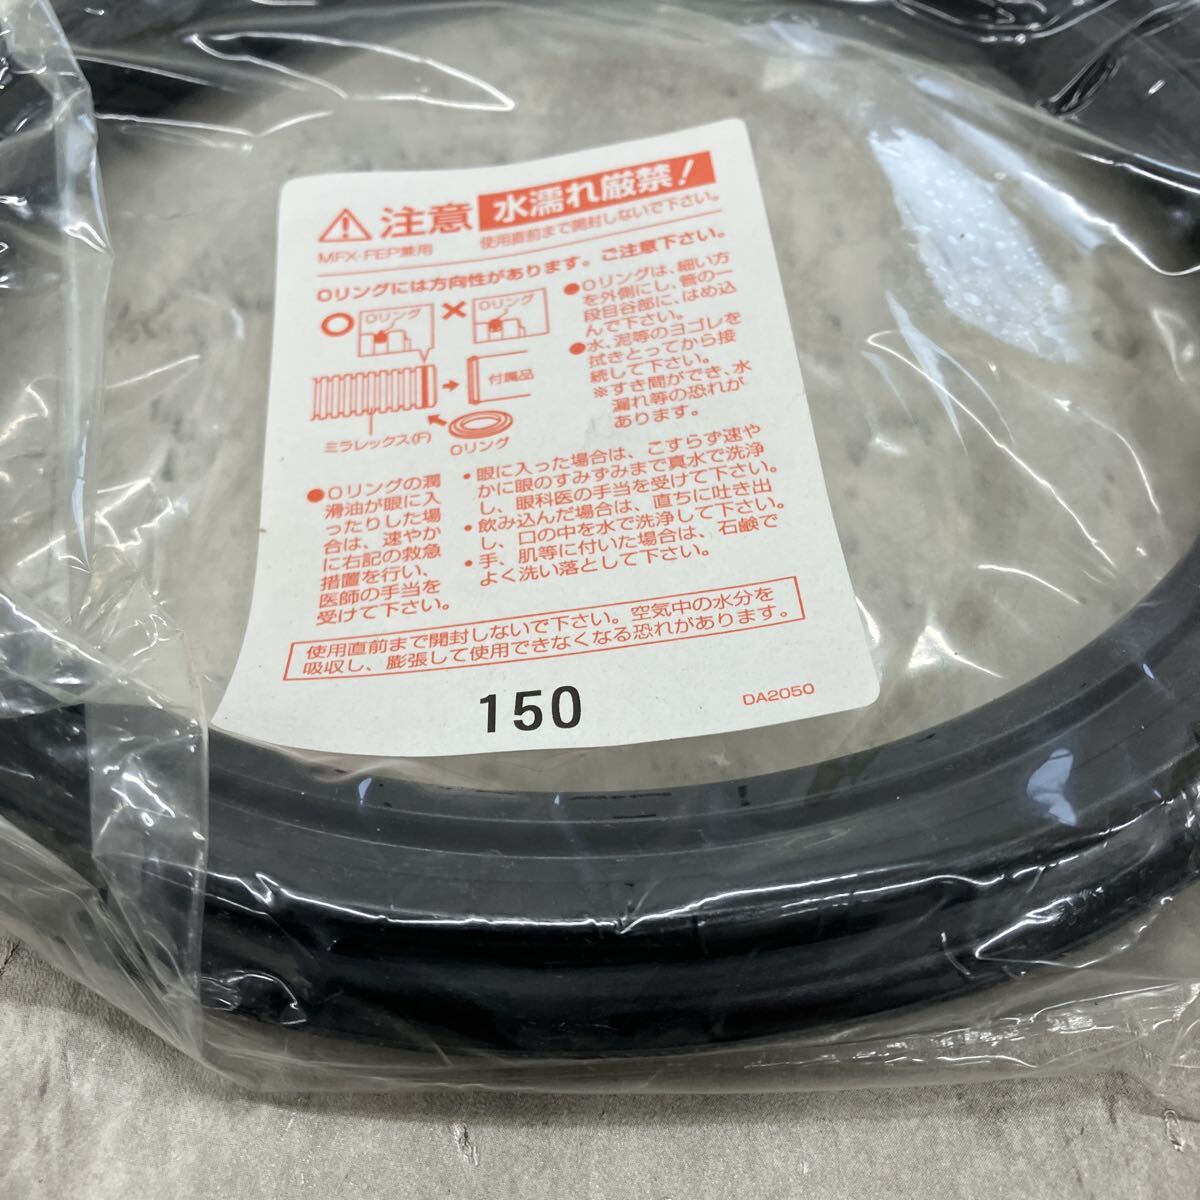 注意 水濡れ厳禁!
MFX・FEP兼用 使用直前まで開封しないで下さい。
Oリングには方向性があります。ご注意下さい。
Oリング
Oリング
付属品
ミラレックス(F)
Oリング
●Oリングは、細い方
を外側にし、管の一
段目谷部に、はめ込
んで下さい。
●水、泥等のヨゴレを
拭きとってから接
続して下さい。
※すき間ができ、水
漏れ等の恐れが
あります。
●Oリングの潤
滑油が眼に入
ったりした場
合は、速やか
に右記の救急
措置を行い、
医師の手当を
受けて下さい。
・眼に入った場合は、こすらず速や
かに眼のすみずみまで真水で洗浄
し、眼科医の手当を受けて下さい。
・飲み込んだ場合は、直ちに吐き出
し、口の中を水で洗浄して下さい。
・手、肌等に付いた場合は、石鹸で
よく洗い落として下さい。
使用直前まで開封しないで下さい。空気中の水分を
吸収し、膨張して使用できなくなる恐れがあります。
150
DA2050